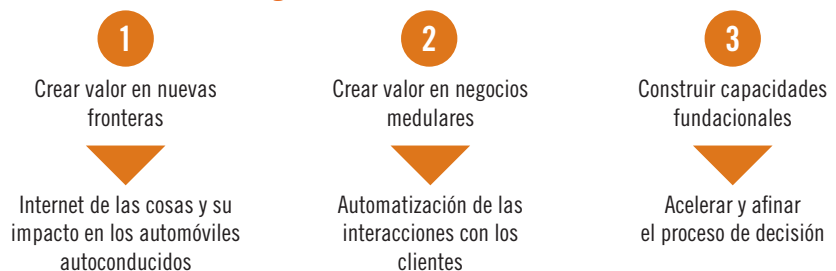 1
Crear valor en nuevas
fronteras
Internet de las cosas y su
impacto en los automóviles
autoconducidos
2
Crear valor en negocios
medulares
Automatización de las
interacciones con los
clientes
3
Construir capacidades
fundacionales
Acelerar y afinar
el proceso de decisión